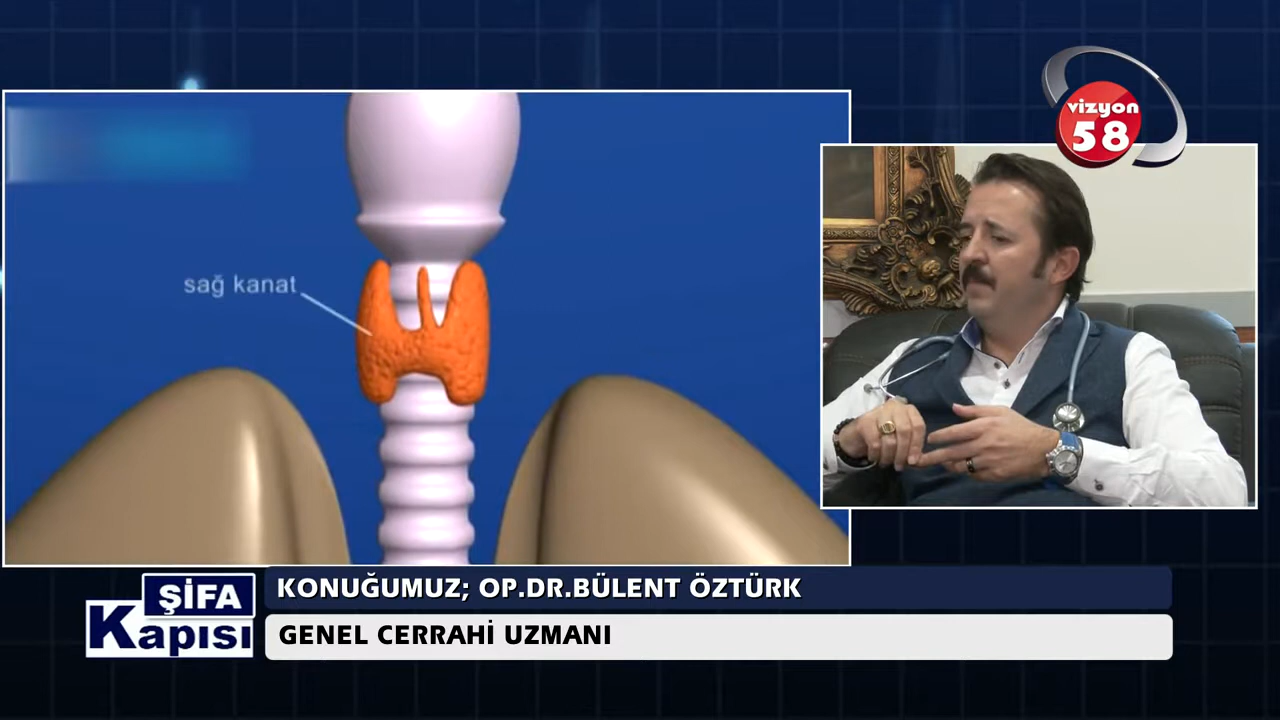 vizyon
58
sağ kanat
ŞİFA
Kapısı
KONUĞUMUZ; OP.DR.BÜLENT ÖZTÜRK
GENEL CERRAHİ UZMANI